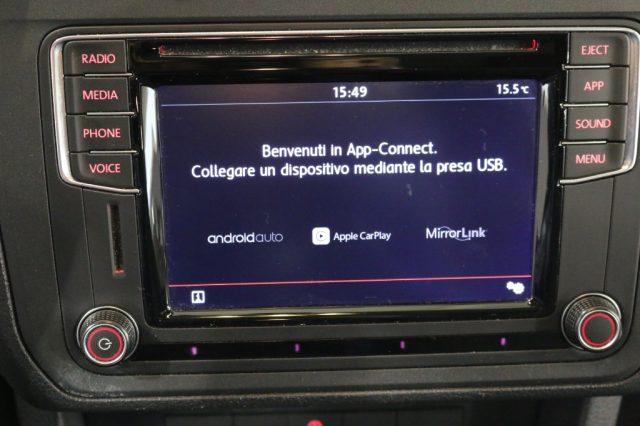 RADIO
EJECT
MEDIA
APP
PHONE
SOUND
VOICE
MENU
15:49
15.5°C
Benvenuti in App-Connect.
Collegare un dispositivo mediante la presa USB.
androidauto
Apple CarPlay
MirrorLink